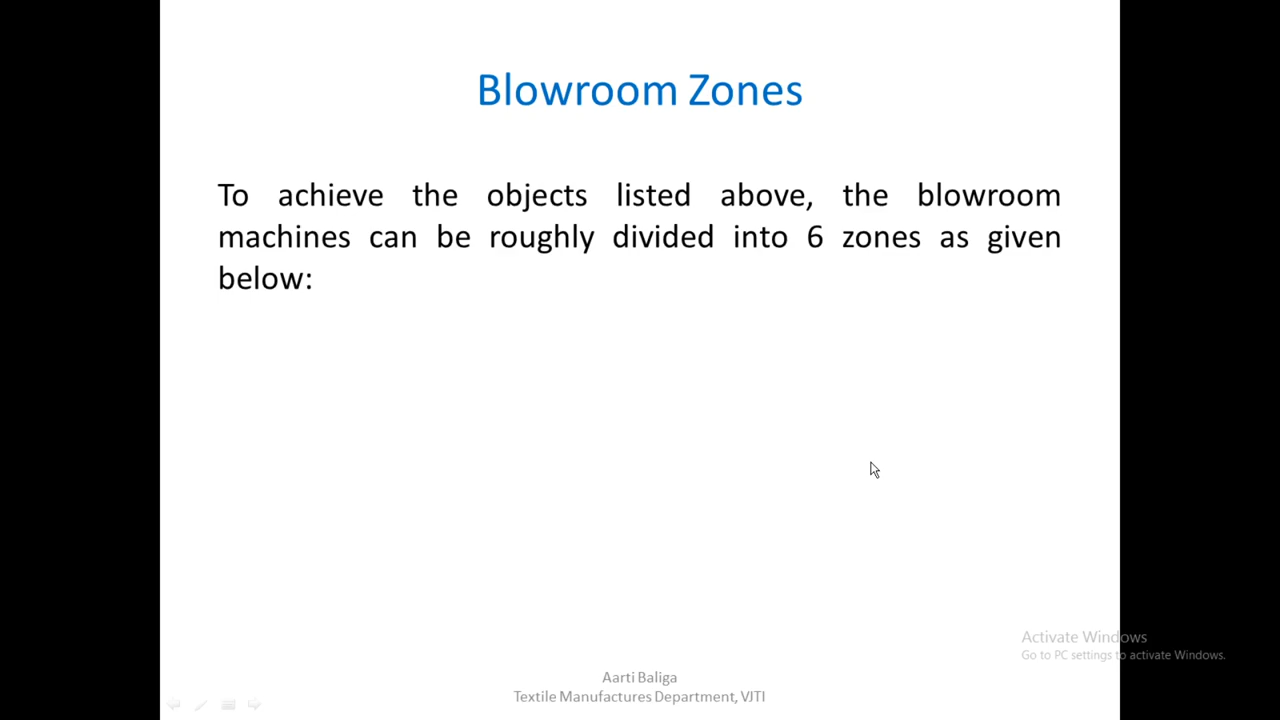 Blowroom Zones
To achieve the objects listed above, the blowroom
machines can be roughly divided into 6 zones as given
below:
Activate Windows
Go to PC settings to activate Windows.
Aarti Baliga
Textile Manufactures Department, VJTI